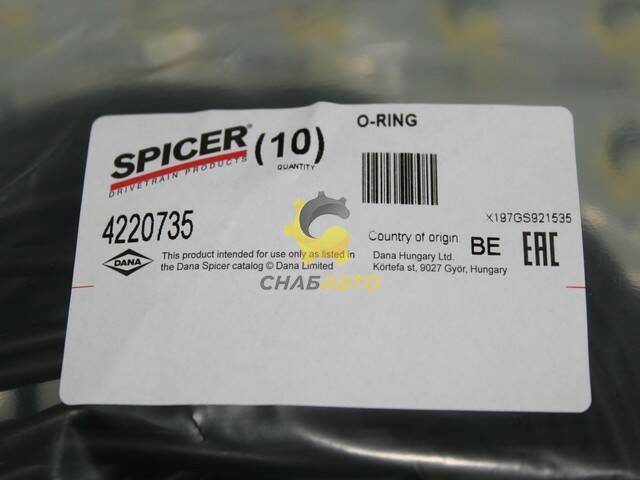 SPICER®
DRIVETRAIN PRODUCTS
(10)
QUANTITY
O-RING
X197GS921535
4220735
DANA
This product intended for use only as listed in
the Dana Spicer catalog © Dana Limited
Country of origin BE
Dana Hungary Ltd.
Körtefa st, 9027 Györ, Hungary
EAC
СНАБАВТО